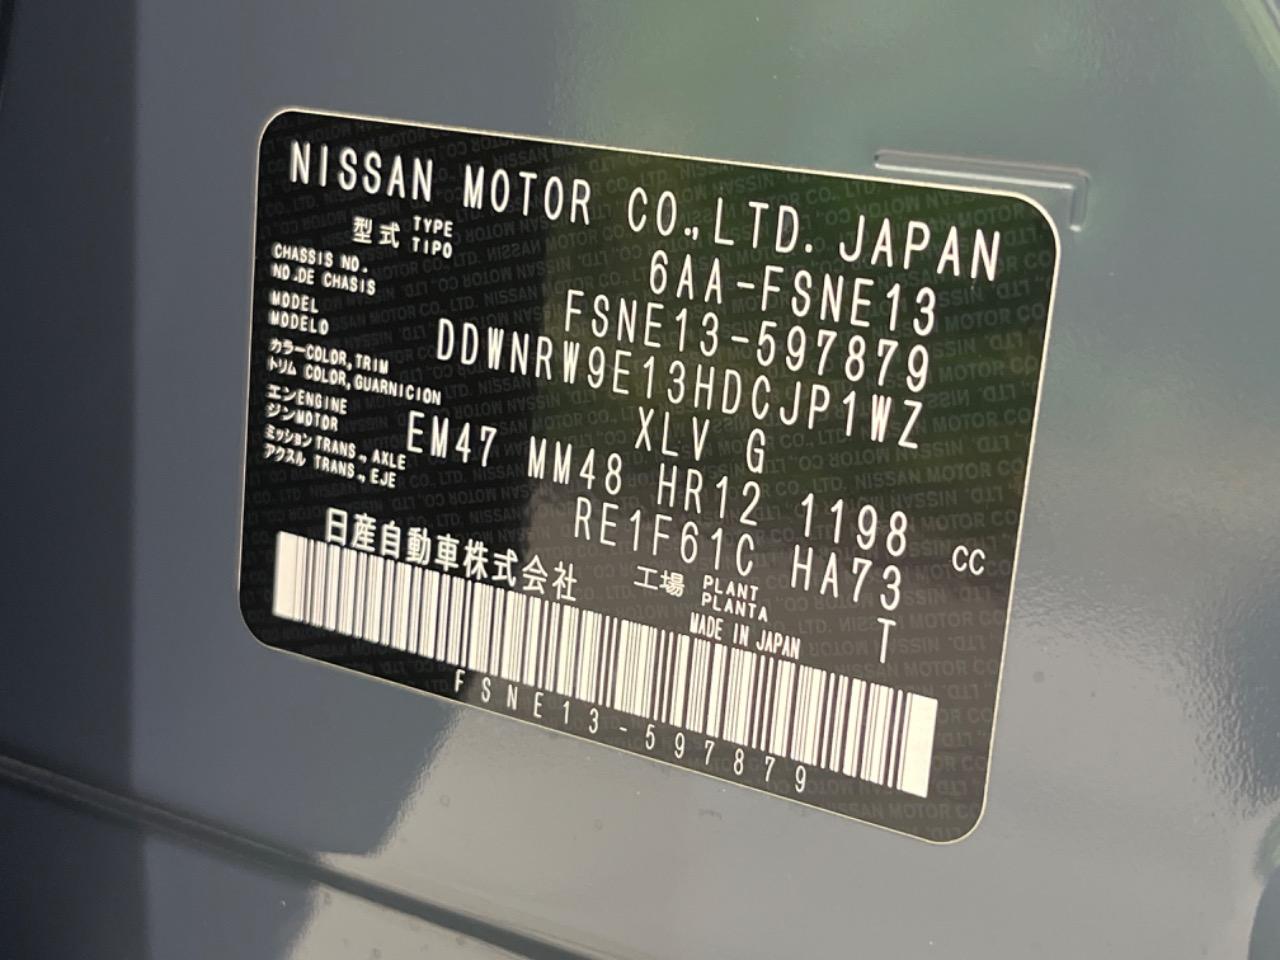 NISSAN MOTOR CO.,LTD. JAPAN
型式 TYPE TIPO 6AA-FSNE13
CHASSIS NO. NO.DE CHASIS FSNE13-597879
MODEL MODELO DDWNRW9E13HDCJP1WZ
カラーCOLOR,TRIM トリム COLOR,GUARNICION XLV G
エンENGINE ジンMOTOR EM47 MM48 HR12 1198 CC
ミッションTRANS.,AXLE アクスル TRANS.,EJE RE1F61C HA73
日産自動車株式会社 工場 PLANT PLANTA T
MADE IN JAPAN
FSNE13-597879